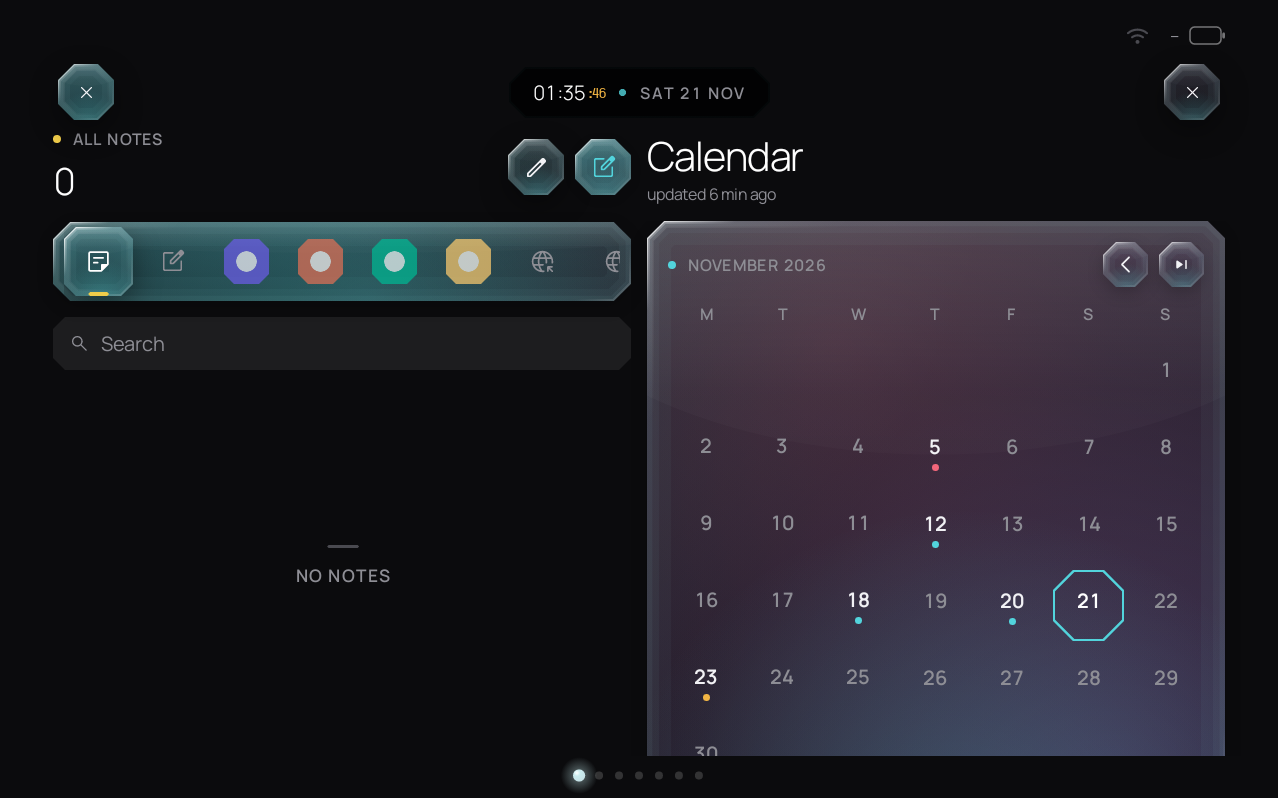 –
01:35:46 SAT 21 NOV
ALL NOTES
0
Calendar
updated 6 min ago
Search
NO NOTES
NOVEMBER 2026
M T W T F S S
1
2 3 4 5 6 7 8
9 10 11 12 13 14 15
16 17 18 19 20 21 22
23 24 25 26 27 28 29
30